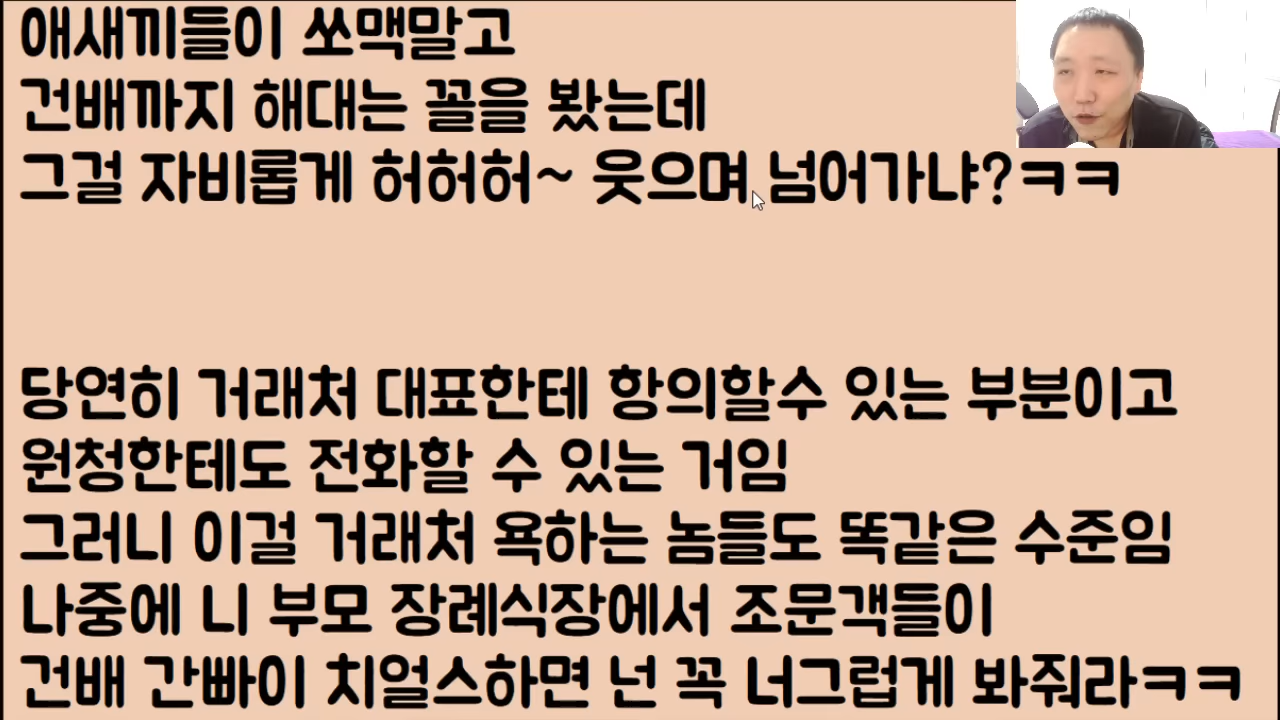 애새끼들이 쏘맥말고
건배까지 해대는 꼴을 봤는데
그걸 자비롭게 허허허~ 웃으며 넘어가냐?ㅋㅋ
당연히 거래처 대표한테 항의할수 있는 부분이고
원청한테도 전화할 수 있는 거임
그러니 이걸 거래처 욕하는 놈들도 똑같은 수준임
나중에 니 부모 장례식장에서 조문객들이
건배 간빠이 치얼스하면 넌 꼭 너그럽게 봐줘라ㅋㅋ